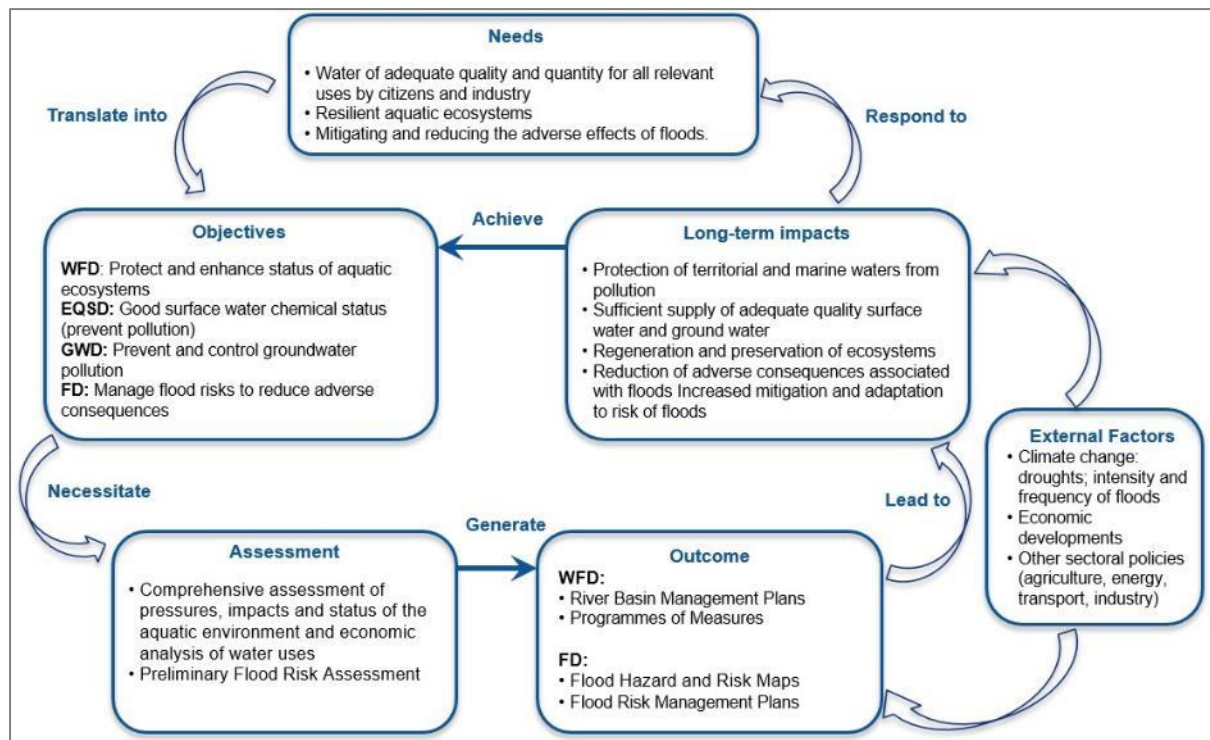 Needs
• Water of adequate quality and quantity for all relevant
uses by citizens and industry
• Resilient aquatic ecosystems
• Mitigating and reducing the adverse effects of floods.
Translate into
Respond to
Objectives
WFD: Protect and enhance status of aquatic
ecosystems
EQSD: Good surface water chemical status
(prevent pollution)
GWD: Prevent and control groundwater
pollution
FD: Manage flood risks to reduce adverse
consequences
Achieve
Long-term impacts
• Protection of territorial and marine waters from
pollution
• Sufficient supply of adequate quality surface
water and ground water
• Regeneration and preservation of ecosystems
• Reduction of adverse consequences associated
with floods Increased mitigation and adaptation
to risk of floods
External Factors
• Climate change:
droughts; intensity and
frequency of floods
• Economic
developments
• Other sectoral policies
(agriculture, energy,
transport, industry)
Necessitate
Lead to
Assessment
• Comprehensive assessment of
pressures, impacts and status of the
aquatic environment and economic
analysis of water uses
• Preliminary Flood Risk Assessment
Generate
Outcome
WFD:
• River Basin Management Plans
• Programmes of Measures
FD:
• Flood Hazard and Risk Maps
• Flood Risk Management Plans